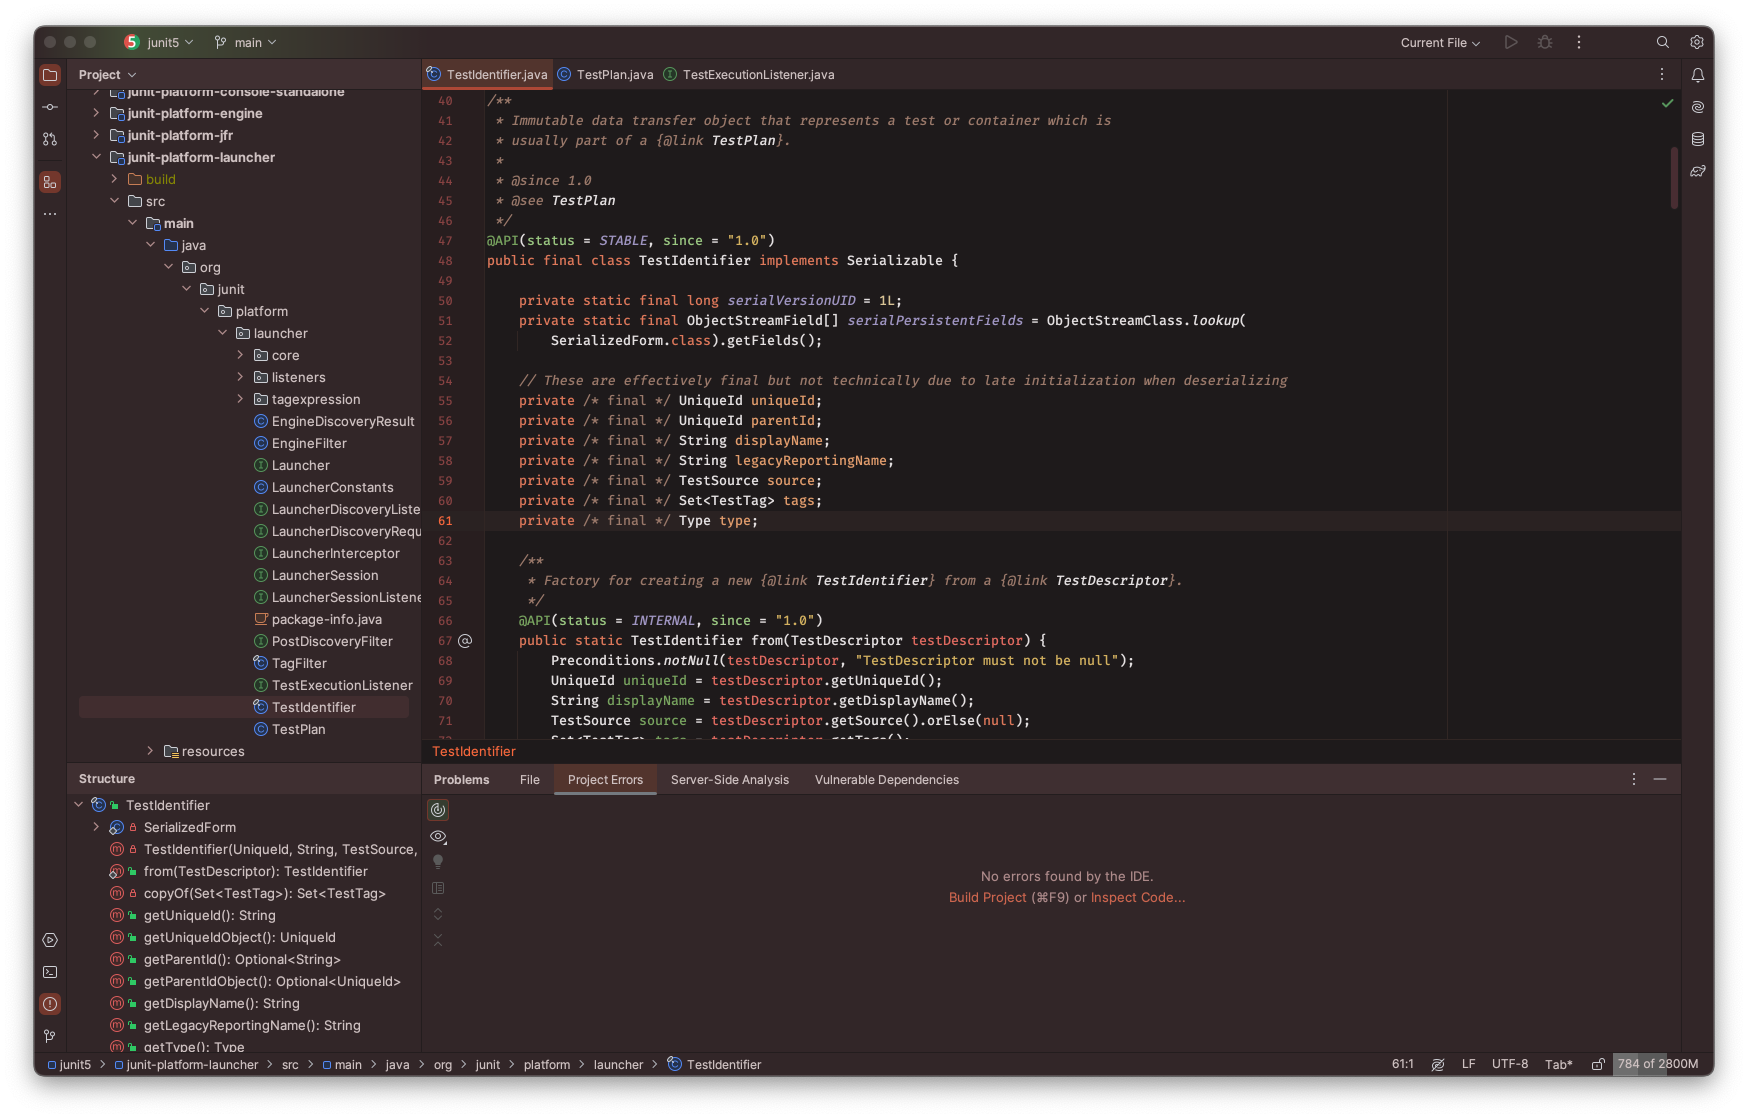 5 junit5 main Current File
Project
junit-platform-console-standalone
junit-platform-engine
junit-platform-jfr
junit-platform-launcher
build
src
main
java
org
junit
platform
launcher
core
listeners
tagexpression
EngineDiscoveryResult
EngineFilter
Launcher
LauncherConstants
LauncherDiscoveryListe
LauncherDiscoveryRequ
LauncherInterceptor
LauncherSession
LauncherSessionListene
package-info.java
PostDiscoveryFilter
TagFilter
TestExecutionListener
TestIdentifier
TestPlan
resources
TestIdentifier.java TestPlan.java TestExecutionListener.java
40 /**
41 * Immutable data transfer object that represents a test or container which is
42 * usually part of a {@link TestPlan}.
43 *
44 * @since 1.0
45 * @see TestPlan
46 */
47 @API(status = STABLE, since = "1.0")
48 public final class TestIdentifier implements Serializable {
49
50 private static final long serialVersionUID = 1L;
51 private static final ObjectStreamField[] serialPersistentFields = ObjectStreamClass.lookup(
52 SerializedForm.class).getFields();
53
54 // These are effectively final but not technically due to late initialization when deserializing
55 private /* final */ UniqueId uniqueId;
56 private /* final */ UniqueId parentId;
57 private /* final */ String displayName;
58 private /* final */ String legacyReportingName;
59 private /* final */ TestSource source;
60 private /* final */ Set<TestTag> tags;
61 private /* final */ Type type;
62
63 /**
64 * Factory for creating a new {@link TestIdentifier} from a {@link TestDescriptor}.
65 */
66 @API(status = INTERNAL, since = "1.0")
67 @ public static TestIdentifier from(TestDescriptor testDescriptor) {
68 Preconditions.notNull(testDescriptor, "TestDescriptor must not be null");
69 UniqueId uniqueId = testDescriptor.getUniqueId();
70 String displayName = testDescriptor.getDisplayName();
71 TestSource source = testDescriptor.getSource().orElse(null);
72 Set<TestTag> tags = testDescriptor.getTags();
TestIdentifier
Structure
TestIdentifier
SerializedForm
TestIdentifier(UniqueId, String, TestSource,
from(TestDescriptor): TestIdentifier
copyOf(Set<TestTag>): Set<TestTag>
getUniqueId(): String
getUniqueIdObject(): UniqueId
getParentId(): Optional<String>
getParentIdObject(): Optional<UniqueId>
getDisplayName(): String
getLegacyReportingName(): String
getType(): Type
Problems File Project Errors Server-Side Analysis Vulnerable Dependencies
No errors found by the IDE.
Build Project (⌘F9) or Inspect Code...
junit5 junit-platform-launcher src main java org junit platform launcher TestIdentifier 61:1 LF UTF-8 Tab* 784 of 2800M